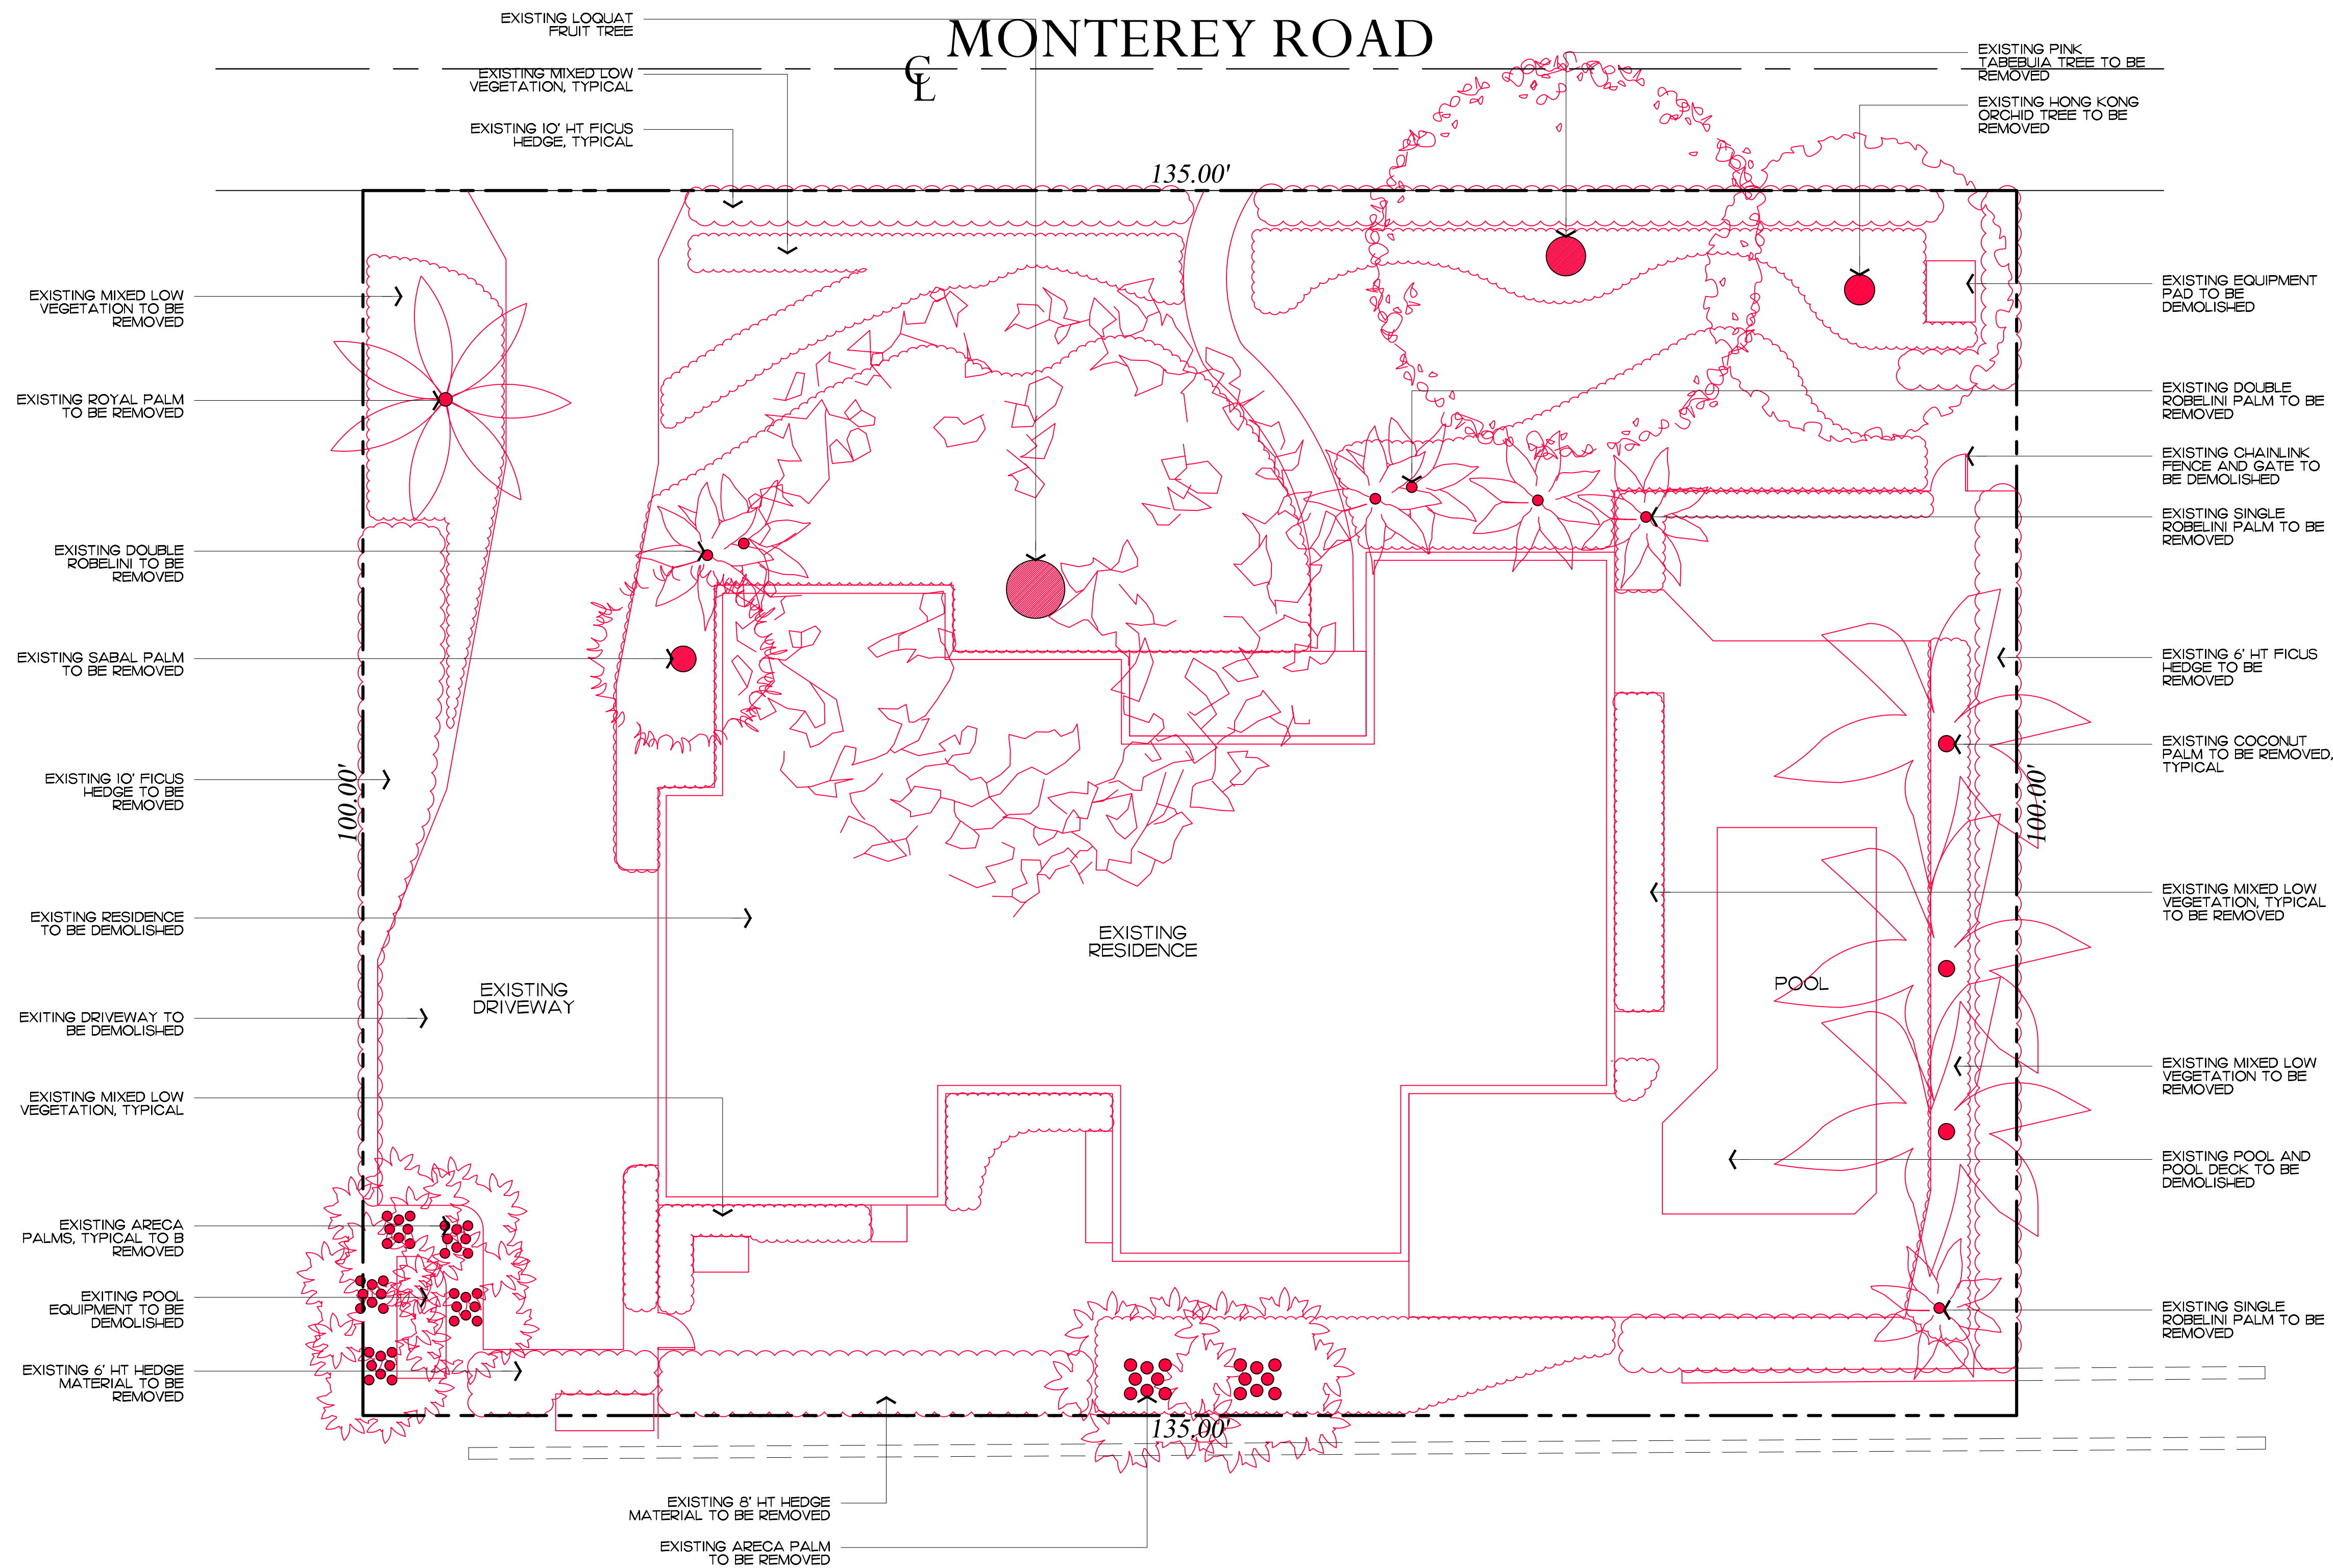 MONTEREY ROAD
CL
EXISTING LOQUAT
FRUIT TREE
EXISTING MIXED LOW
VEGETATION, TYPICAL
EXISTING 10' HT FICUS
HEDGE, TYPICAL
EXISTING PINK
TABEBUIA TREE TO BE
REMOVED
EXISTING HONG KONG
ORCHID TREE TO BE
REMOVED
135.00'
EXISTING MIXED LOW
VEGETATION TO BE
REMOVED
EXISTING ROYAL PALM
TO BE REMOVED
EXISTING DOUBLE
ROBELINI TO BE
REMOVED
EXISTING SABAL PALM
TO BE REMOVED
EXISTING 10' FICUS
HEDGE TO BE
REMOVED
100.00'
EXISTING RESIDENCE
TO BE DEMOLISHED
EXITING DRIVEWAY TO
BE DEMOLISHED
EXISTING MIXED LOW
VEGETATION, TYPICAL
EXISTING ARECA
PALMS, TYPICAL TO B
REMOVED
EXITING POOL
EQUIPMENT TO BE
DEMOLISHED
EXISTING 6' HT HEDGE
MATERIAL TO BE
REMOVED
EXISTING
DRIVEWAY
EXISTING
RESIDENCE
POOL
EXISTING EQUIPMENT
PAD TO BE
DEMOLISHED
EXISTING DOUBLE
ROBELINI PALM TO BE
REMOVED
EXISTING CHAINLINK
FENCE AND GATE TO
BE DEMOLISHED
EXISTING SINGLE
ROBELINI PALM TO BE
REMOVED
EXISTING 6' HT FICUS
HEDGE TO BE
REMOVED
EXISTING COCONUT
PALM TO BE REMOVED,
TYPICAL
100.00'
EXISTING MIXED LOW
VEGETATION, TYPICAL
TO BE REMOVED
EXISTING MIXED LOW
VEGETATION TO BE
REMOVED
EXISTING POOL AND
POOL DECK TO BE
DEMOLISHED
EXISTING SINGLE
ROBELINI PALM TO BE
REMOVED
135.00'
EXISTING 8' HT HEDGE
MATERIAL TO BE REMOVED
EXISTING ARECA PALM
TO BE REMOVED